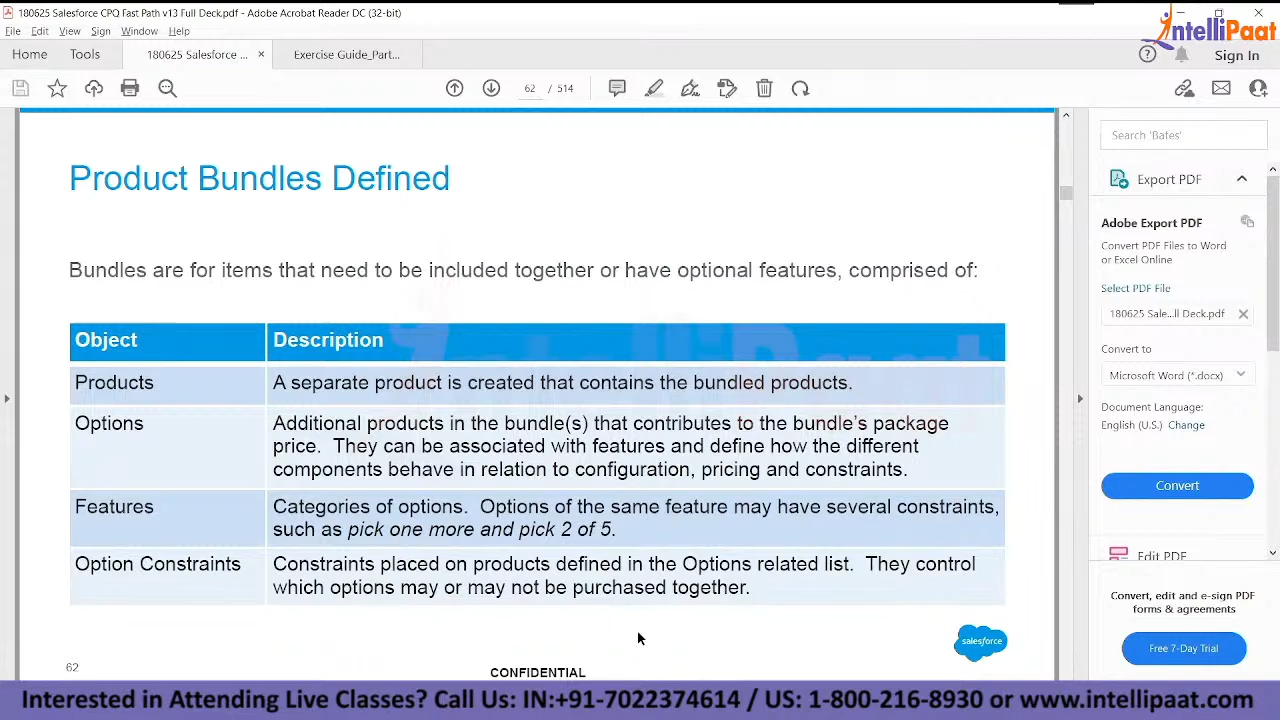 180625 Salesforce CPQ Fast Path v13 Full Deck.pdf - Adobe Acrobat Reader DC (32-bit)
File Edit View Sign Window Help
IntelliPaat
Home Tools 180625 Salesforce ... × Exercise Guide_Part... Sign In
62 / 514
Search 'Bates'
Product Bundles Defined
Export PDF
Adobe Export PDF
Convert PDF Files to Word
or Excel Online
Bundles are for items that need to be included together or have optional features, comprised of:
Select PDF File
180625 Sale...ll Deck.pdf
Object Description
Convert to
Microsoft Word (*.docx)
Products A separate product is created that contains the bundled products.
Document Language:
English (U.S.) Change
Options Additional products in the bundle(s) that contributes to the bundle's package
price. They can be associated with features and define how the different
components behave in relation to configuration, pricing and constraints.
Convert
Features Categories of options. Options of the same feature may have several constraints,
such as pick one more and pick 2 of 5.
Edit PDF
Option Constraints Constraints placed on products defined in the Options related list. They control
which options may or may not be purchased together.
Convert, edit and e-sign PDF
forms & agreements
salesforce
Free 7-Day Trial
62
CONFIDENTIAL
Interested in Attending Live Classes? Call Us: IN:+91-7022374614 / US: 1-800-216-8930 or www.intellipaat.com